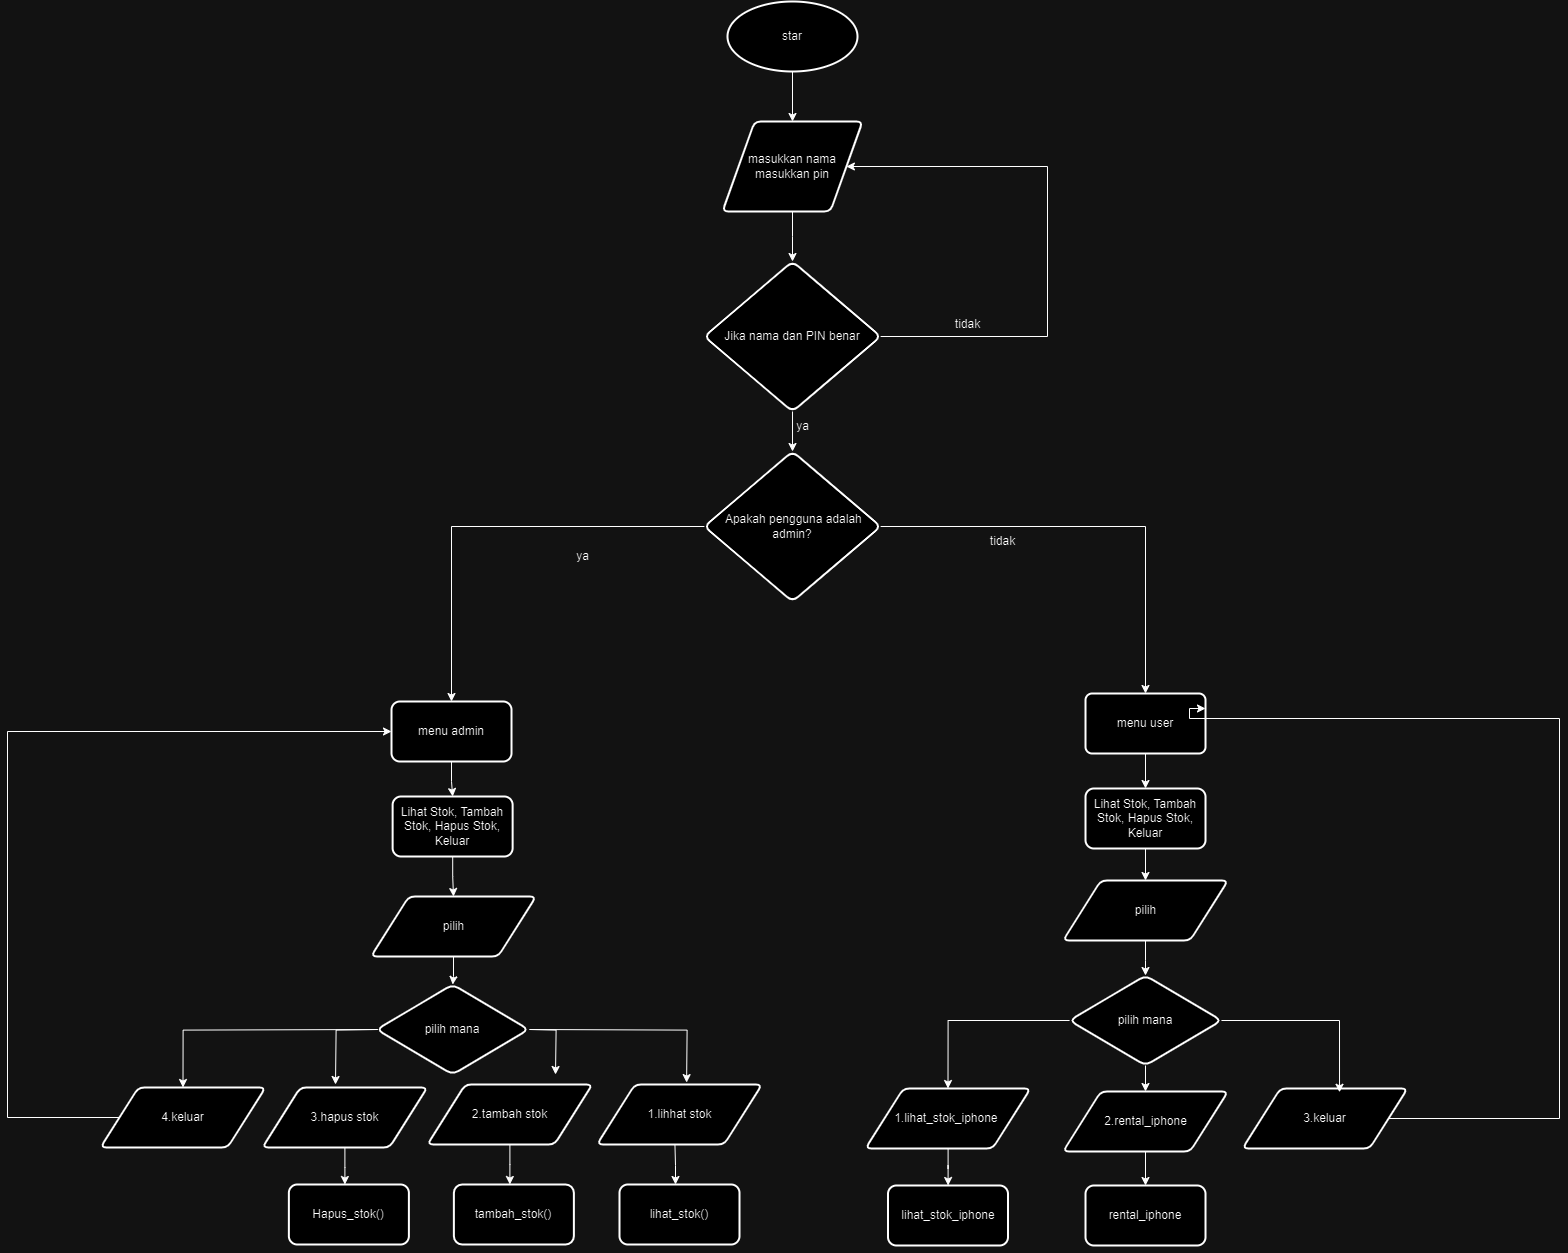 star
masukkan nama
masukkan pin
Jika nama dan PIN benar
tidak
ya
Apakah pengguna adalah
admin?
ya
tidak
menu admin
Lihat Stok, Tambah
Stok, Hapus Stok,
Keluar
pilih
pilih mana
4.keluar
3.hapus stok
2.tambah stok
1.lihhat stok
Hapus_stok()
tambah_stok()
lihat_stok()
menu user
Lihat Stok, Tambah
Stok, Hapus Stok,
Keluar
pilih
pilih mana
1.lihat_stok_iphone
2.rental_iphone
3.keluar
lihat_stok_iphone
rental_iphone